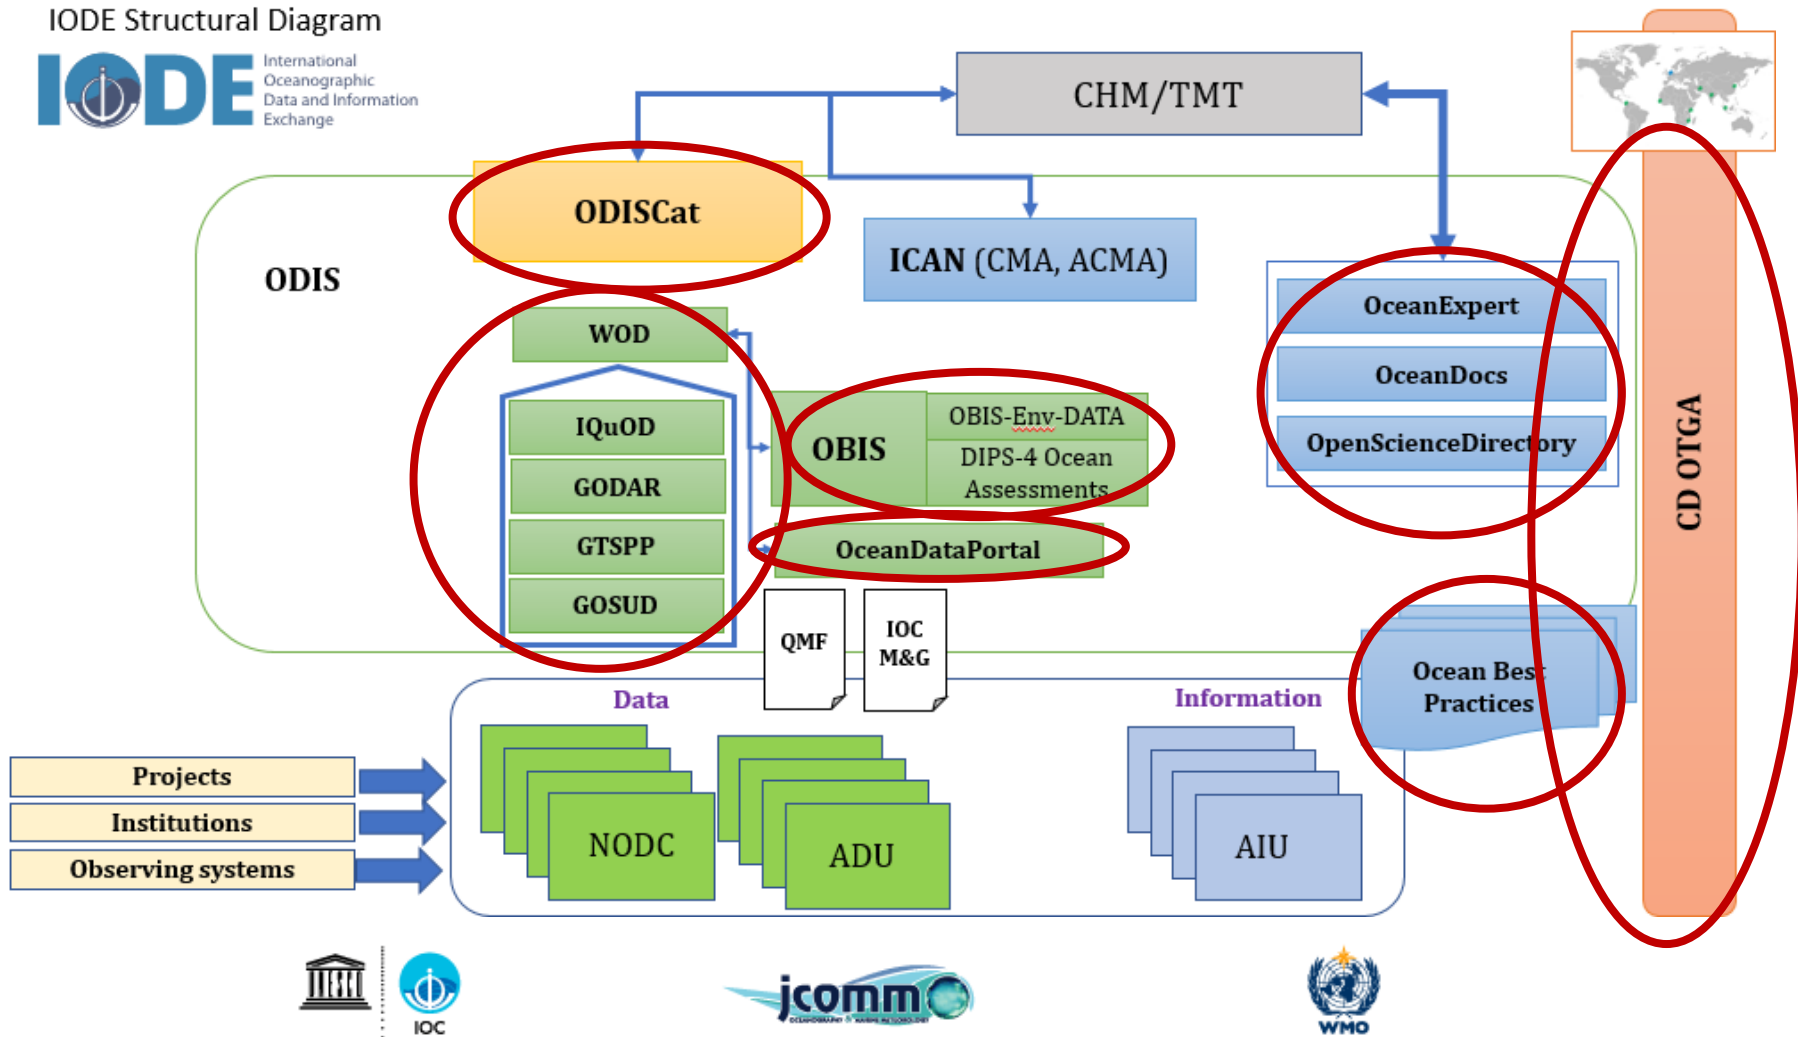 IODE Structural Diagram
IODE
International
Oceanographic
Data and Information
Exchange
CHM/TMT
ODISCat
ODIS
ICAN (CMA, ACMA)
WOD
IQuOD
GODAR
GTSPP
GOSUD
OBIS
OBIS-Env-DATA
DIPS-4 Ocean
Assessments
OceanDataPortal
OceanExpert
OceanDocs
OpenScienceDirectory
CD OTGA
QMF
IOC
M&G
Ocean Best
Practices
Data
Information
Projects
Institutions
Observing systems
NODC
ADU
AIU
IOC
jcomm
WMO